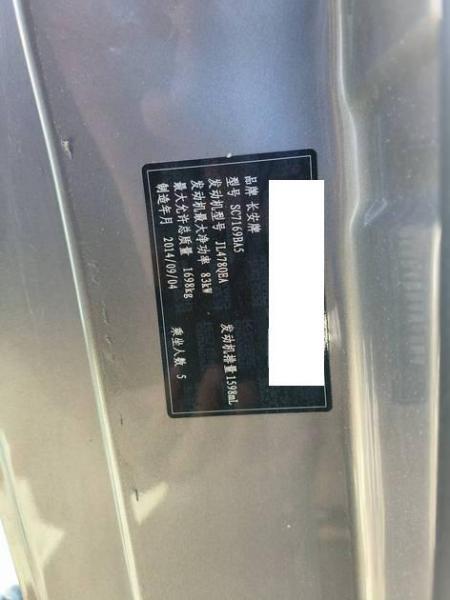 品牌 长安牌
型号 SC7169BA5
发动机型号 JL478QEA 发动机排量 1598mL
发动机最大净功率 83kW
最大允许总质量 1698kg
制造年月 2014/09/04 乘坐人数 5